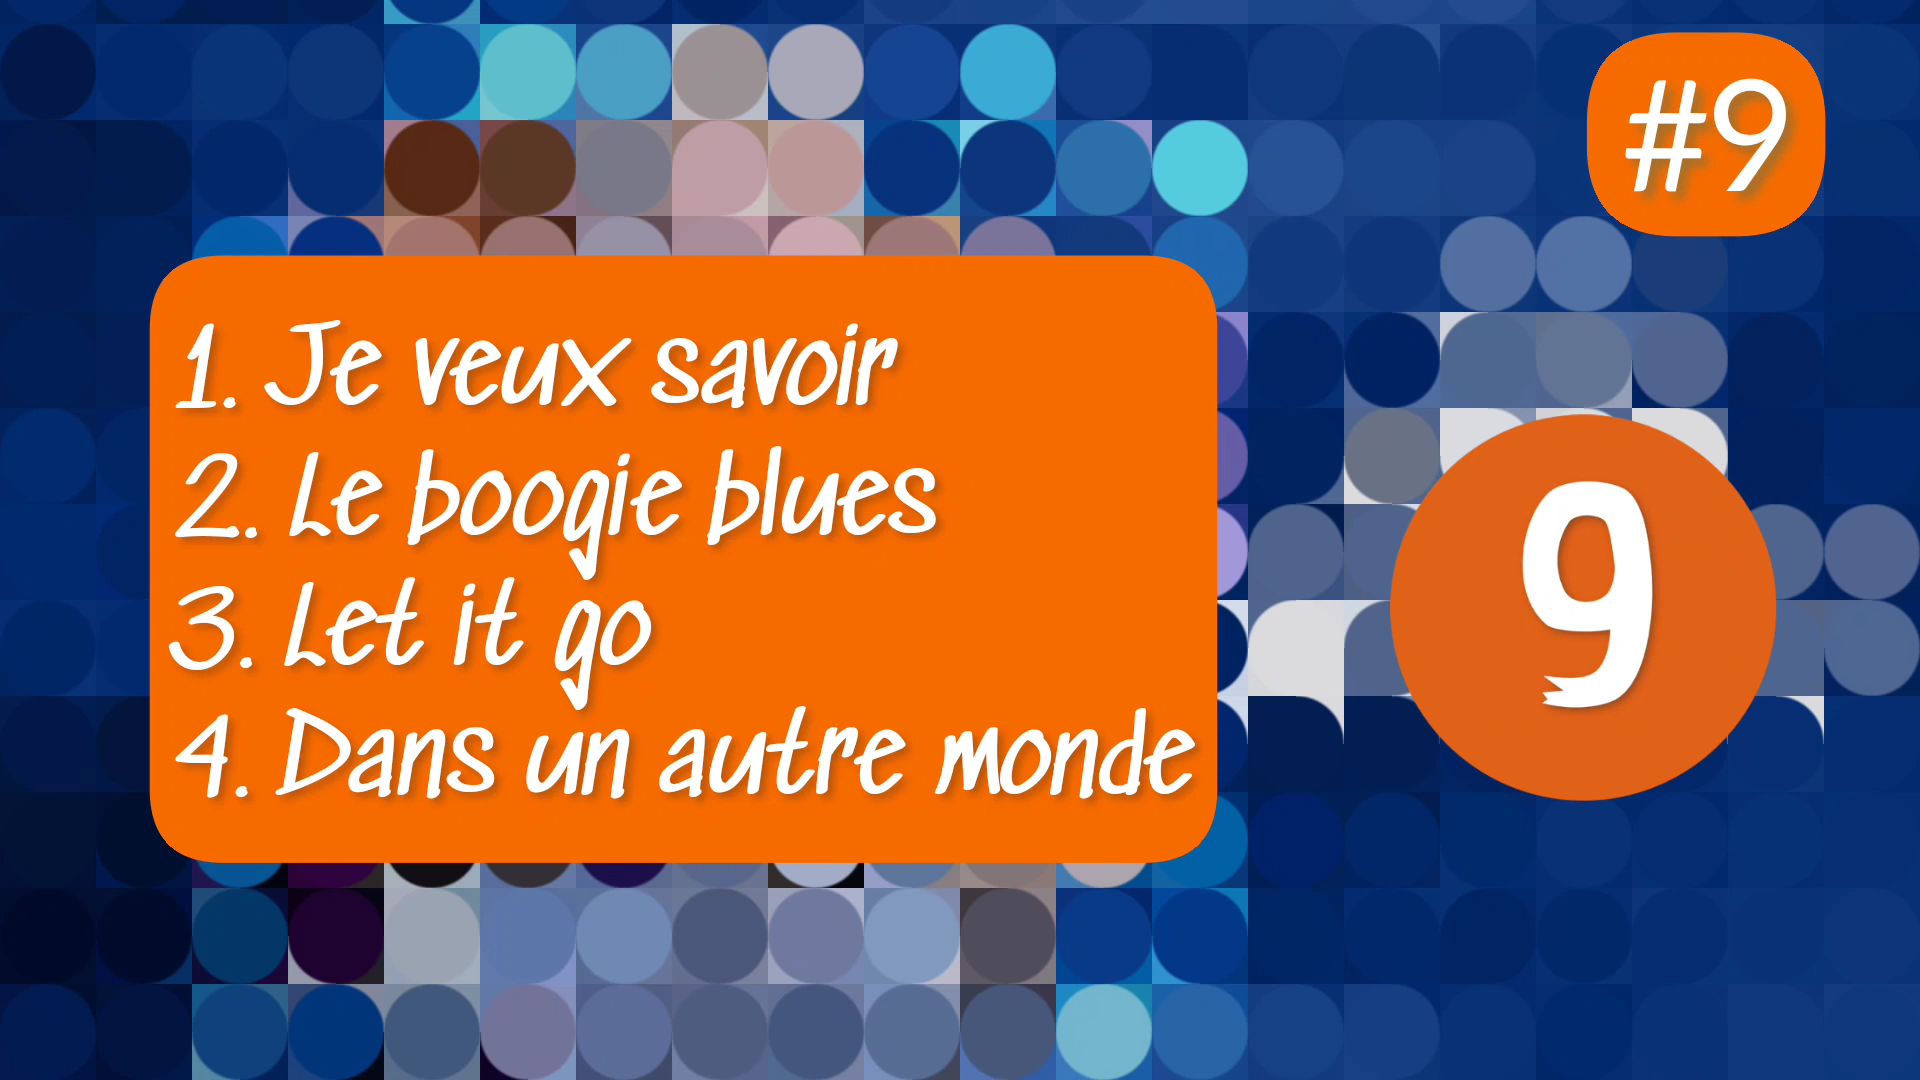 #9
1. Je veux savoir
2. Le boogie blues
3. Let it go
4. Dans un autre monde
9